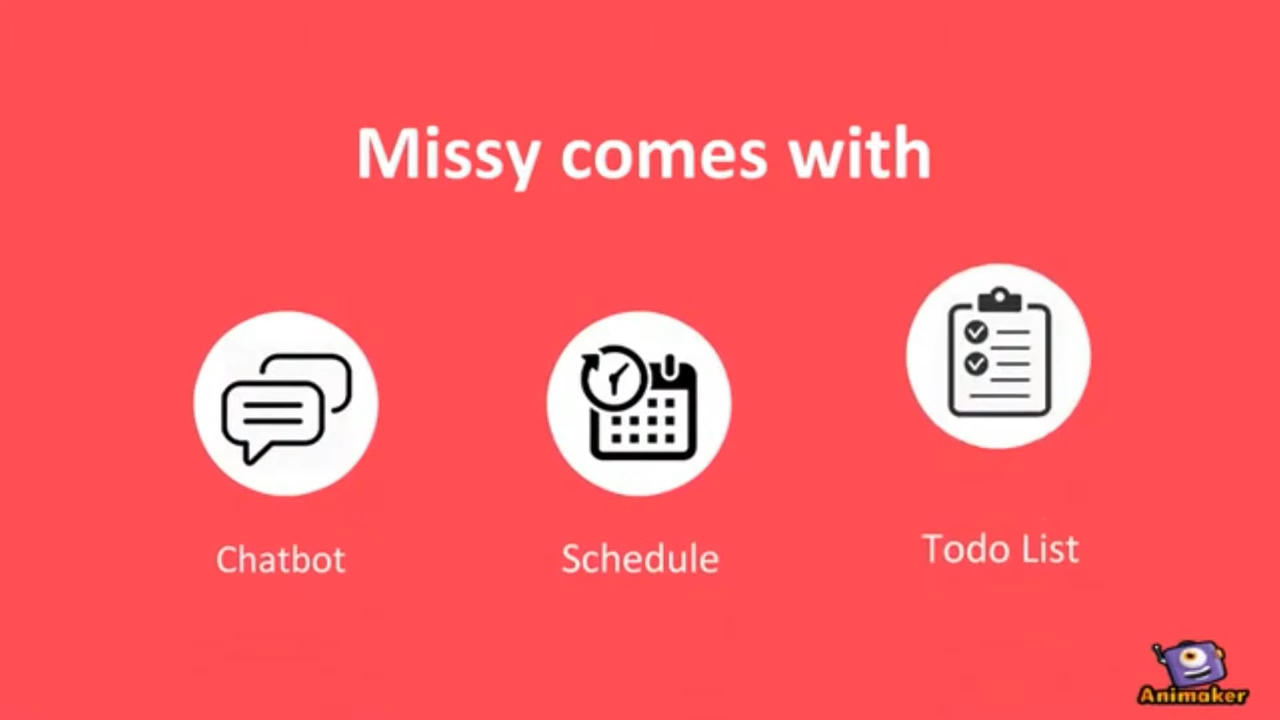 Missy comes with
Chatbot
Schedule
Todo List
Animaker